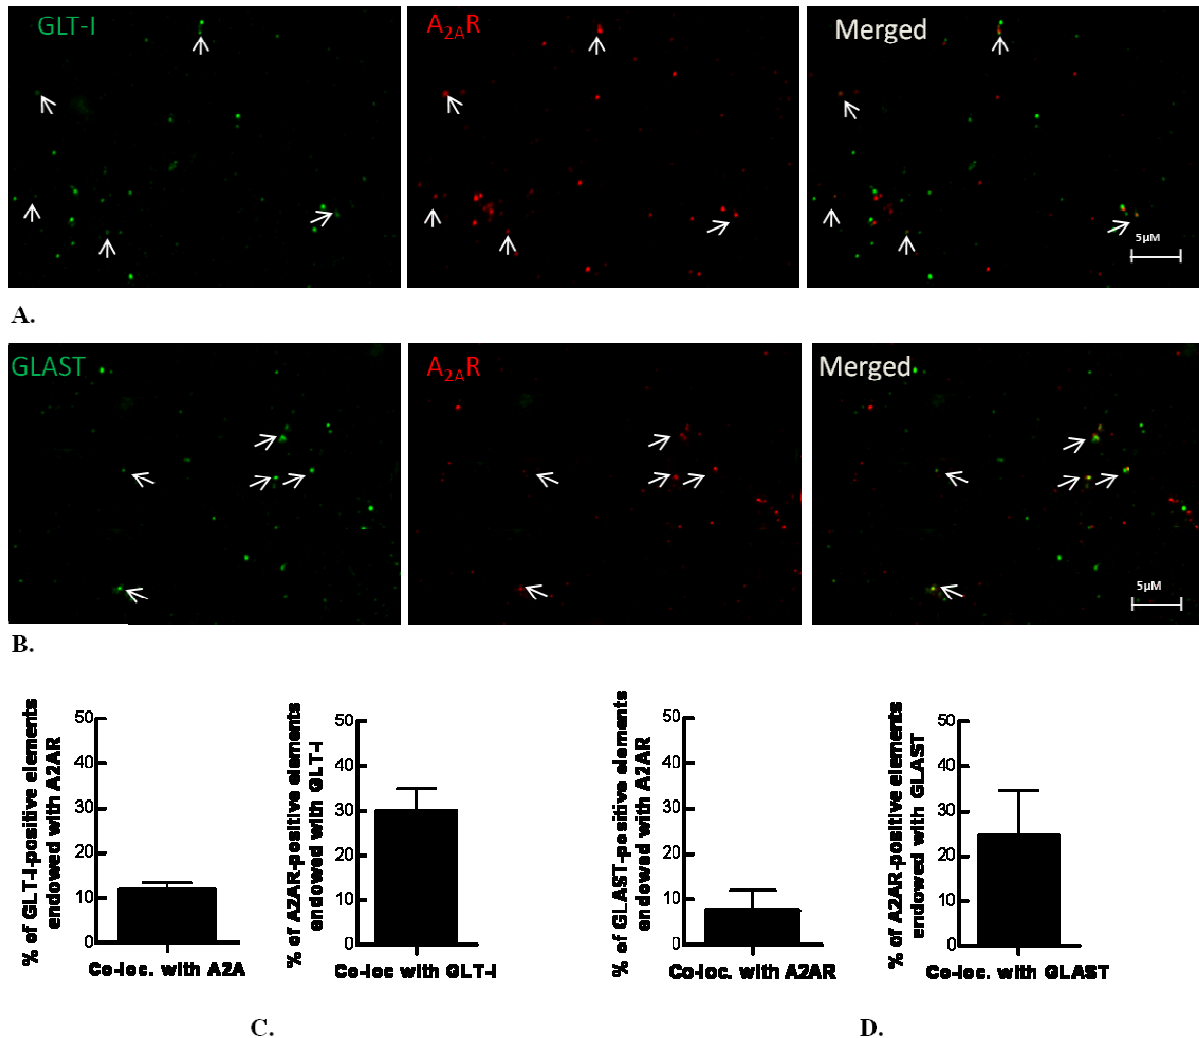 GLT-I
A2AR
Merged
5µM
A.
GLAST
A2AR
Merged
5µM
B.
% of GLT-I-positive elements
endowed with A2AR
50
40
30
20
10
0
Co-loc. with A2A
% of A2AR-positive elements
endowed with GLT-I
50
40
30
20
10
0
Co-loc with GLT-I
% of GLAST-positive elements
endowed with A2AR
50
40
30
20
10
0
Co-loc. with A2AR
% of A2AR-positive elements
endowed with GLAST
50
40
30
20
10
0
Co-loc. with GLAST
C.
D.